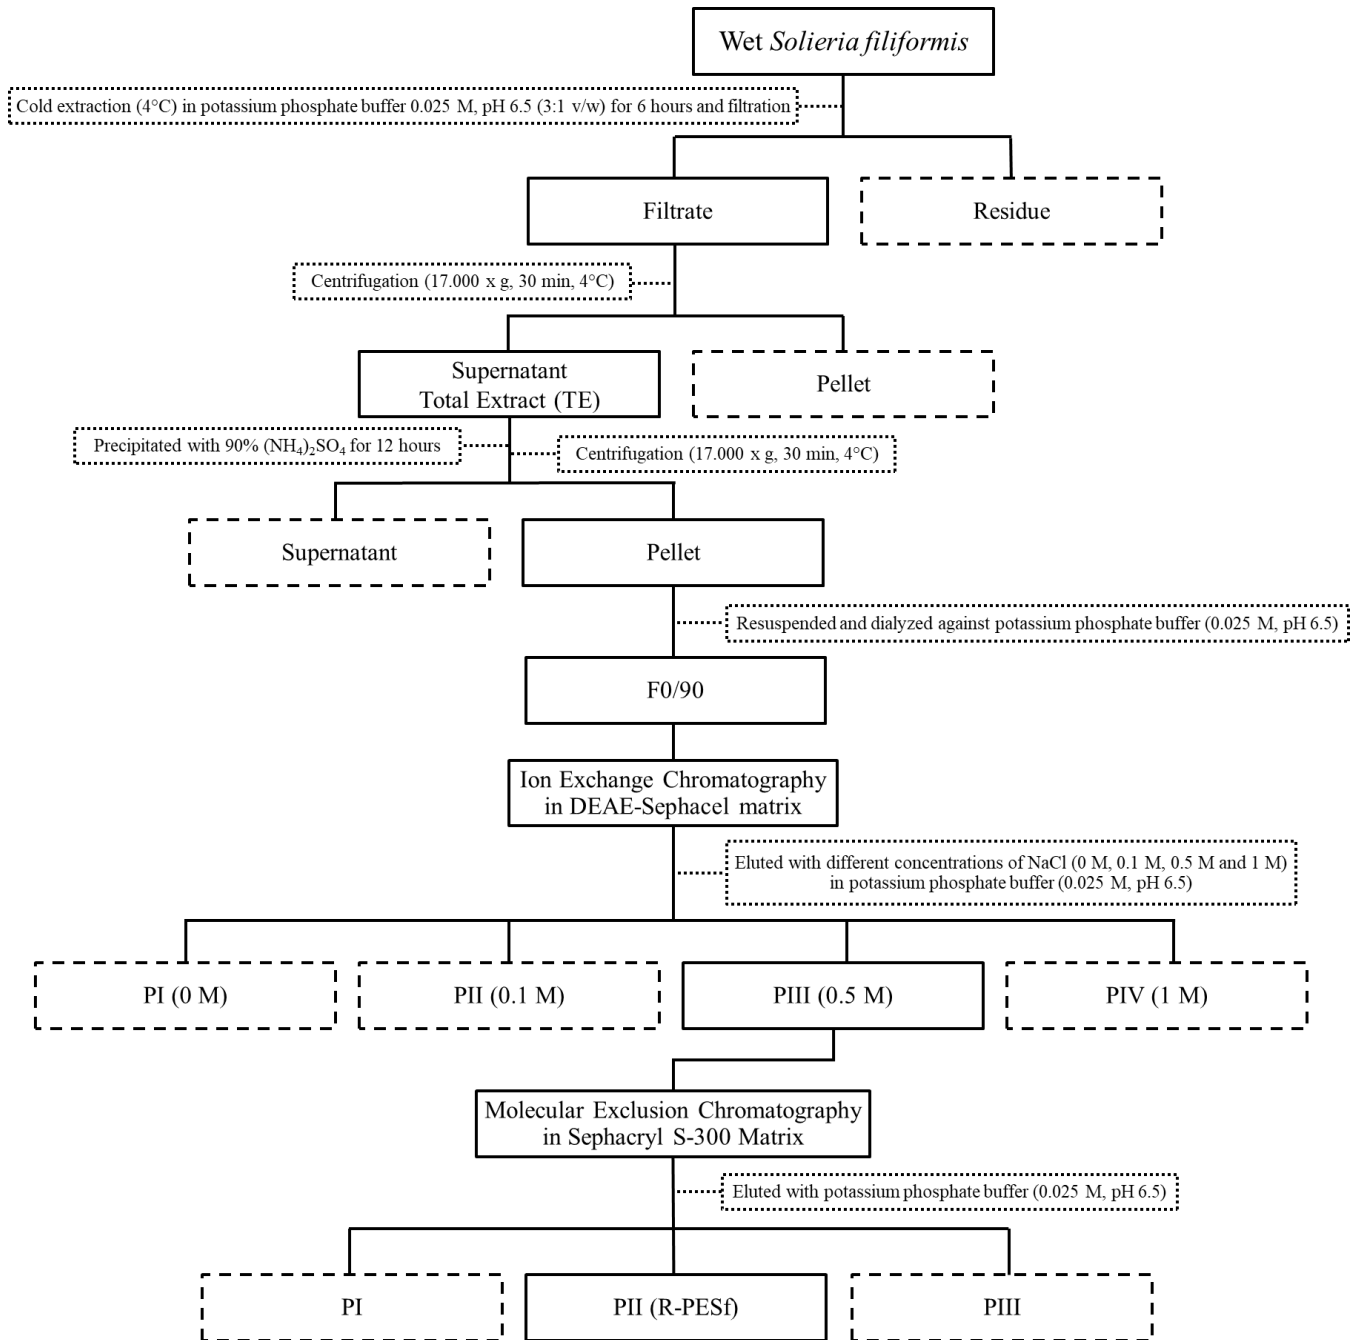 Wet Solieria filiformis
Cold extraction (4°C) in potassium phosphate buffer 0.025 M, pH 6.5 (3:1 v/w) for 6 hours and filtration
Filtrate
Residue
Centrifugation (17.000 x g, 30 min, 4°C)
Supernatant
Total Extract (TE)
Pellet
Precipitated with 90% (NH₄)₂SO₄ for 12 hours
Centrifugation (17.000 x g, 30 min, 4°C)
Supernatant
Pellet
Resuspended and dialyzed against potassium phosphate buffer (0.025 M, pH 6.5)
F0/90
Ion Exchange Chromatography
in DEAE-Sephacel matrix
Eluted with different concentrations of NaCl (0 M, 0.1 M, 0.5 M and 1 M)
in potassium phosphate buffer (0.025 M, pH 6.5)
PI (0 M)
PII (0.1 M)
PIII (0.5 M)
PIV (1 M)
Molecular Exclusion Chromatography
in Sephacryl S-300 Matrix
Eluted with potassium phosphate buffer (0.025 M, pH 6.5)
PI
PII (R-PESf)
PIII